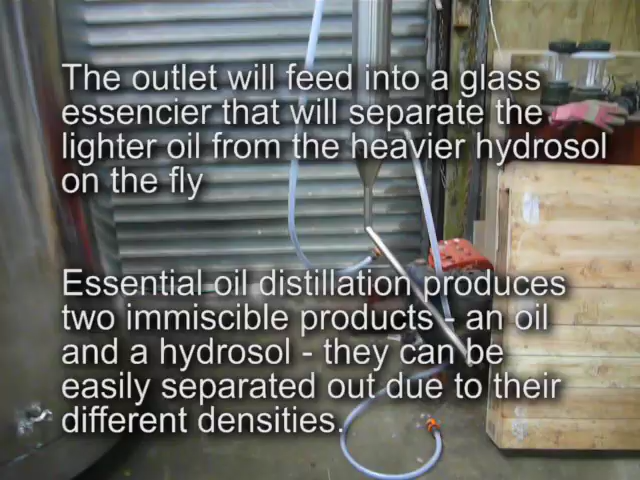 The outlet will feed into a glass
essencier that will separate the
lighter oil from the heavier hydrosol
on the fly
Essential oil distillation produces
two immiscible products - an oil
and a hydrosol - they can be
easily separated out due to their
different densities.